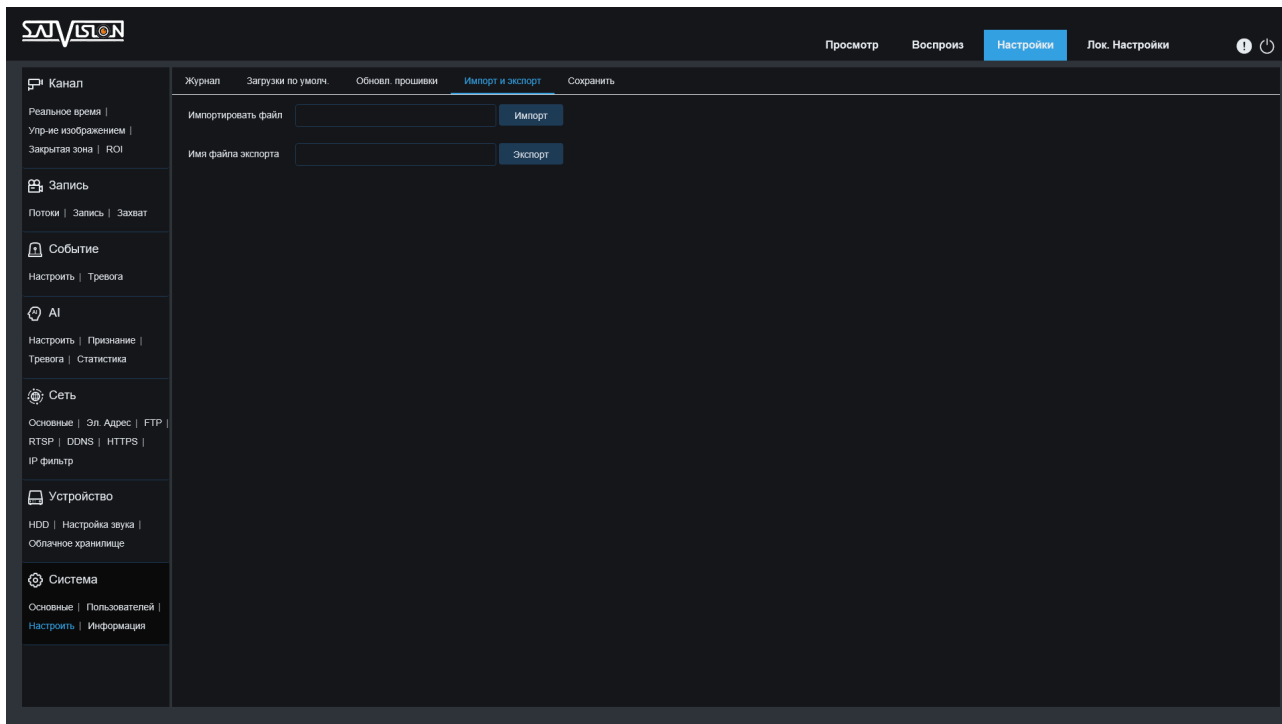 SATVISION
Просмотр Воспроиз Настройки Лок. Настройки
Канал
Реальное время |
Упр-ие изображением |
Закрытая зона | ROI
Запись
Потоки | Запись | Захват
Событие
Настроить | Тревога
AI
Настроить | Признание |
Тревога | Статистика
Сеть
Основные | Эл. Адрес | FTP |
RTSP | DDNS | HTTPS |
IP фильтр
Устройство
HDD | Настройка звука |
Облачное хранилище
Система
Основные | Пользователей |
Настроить | Информация
Журнал Загрузки по умолч. Обновл. прошивки Импорт и экспорт Сохранить
Импортировать файл Импорт
Имя файла экспорта Экспорт